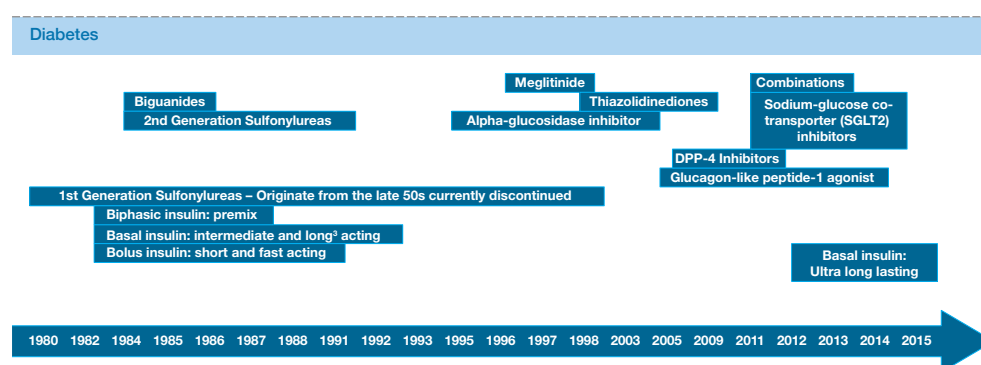 Diabetes
Meglitinide
Combinations
Biguanides
Thiazolidinediones
Sodium-glucose co-
transporter (SGLT2)
inhibitors
2nd Generation Sulfonylureas
Alpha-glucosidase inhibitor
DPP-4 Inhibitors
Glucagon-like peptide-1 agonist
1st Generation Sulfonylureas – Originate from the late 50s currently discontinued
Biphasic insulin: premix
Basal insulin: intermediate and long³ acting
Bolus insulin: short and fast acting
Basal insulin:
Ultra long lasting
1980 1982 1984 1985 1986 1987 1988 1991 1992 1993 1995 1996 1997 1998 2003 2005 2009 2011 2012 2013 2014 2015